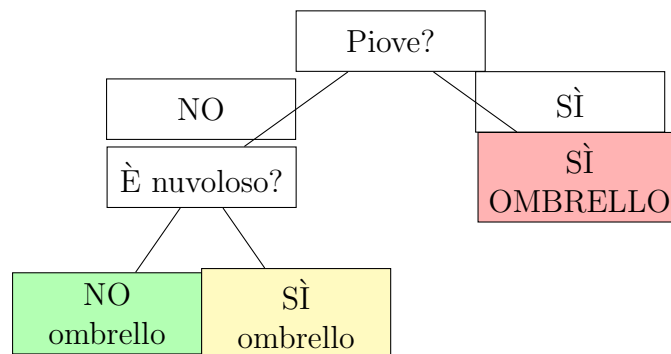 Piove?
NO
SÌ
È nuvoloso?
SÌ
OMBRELLO
NO
ombrello
SÌ
ombrello